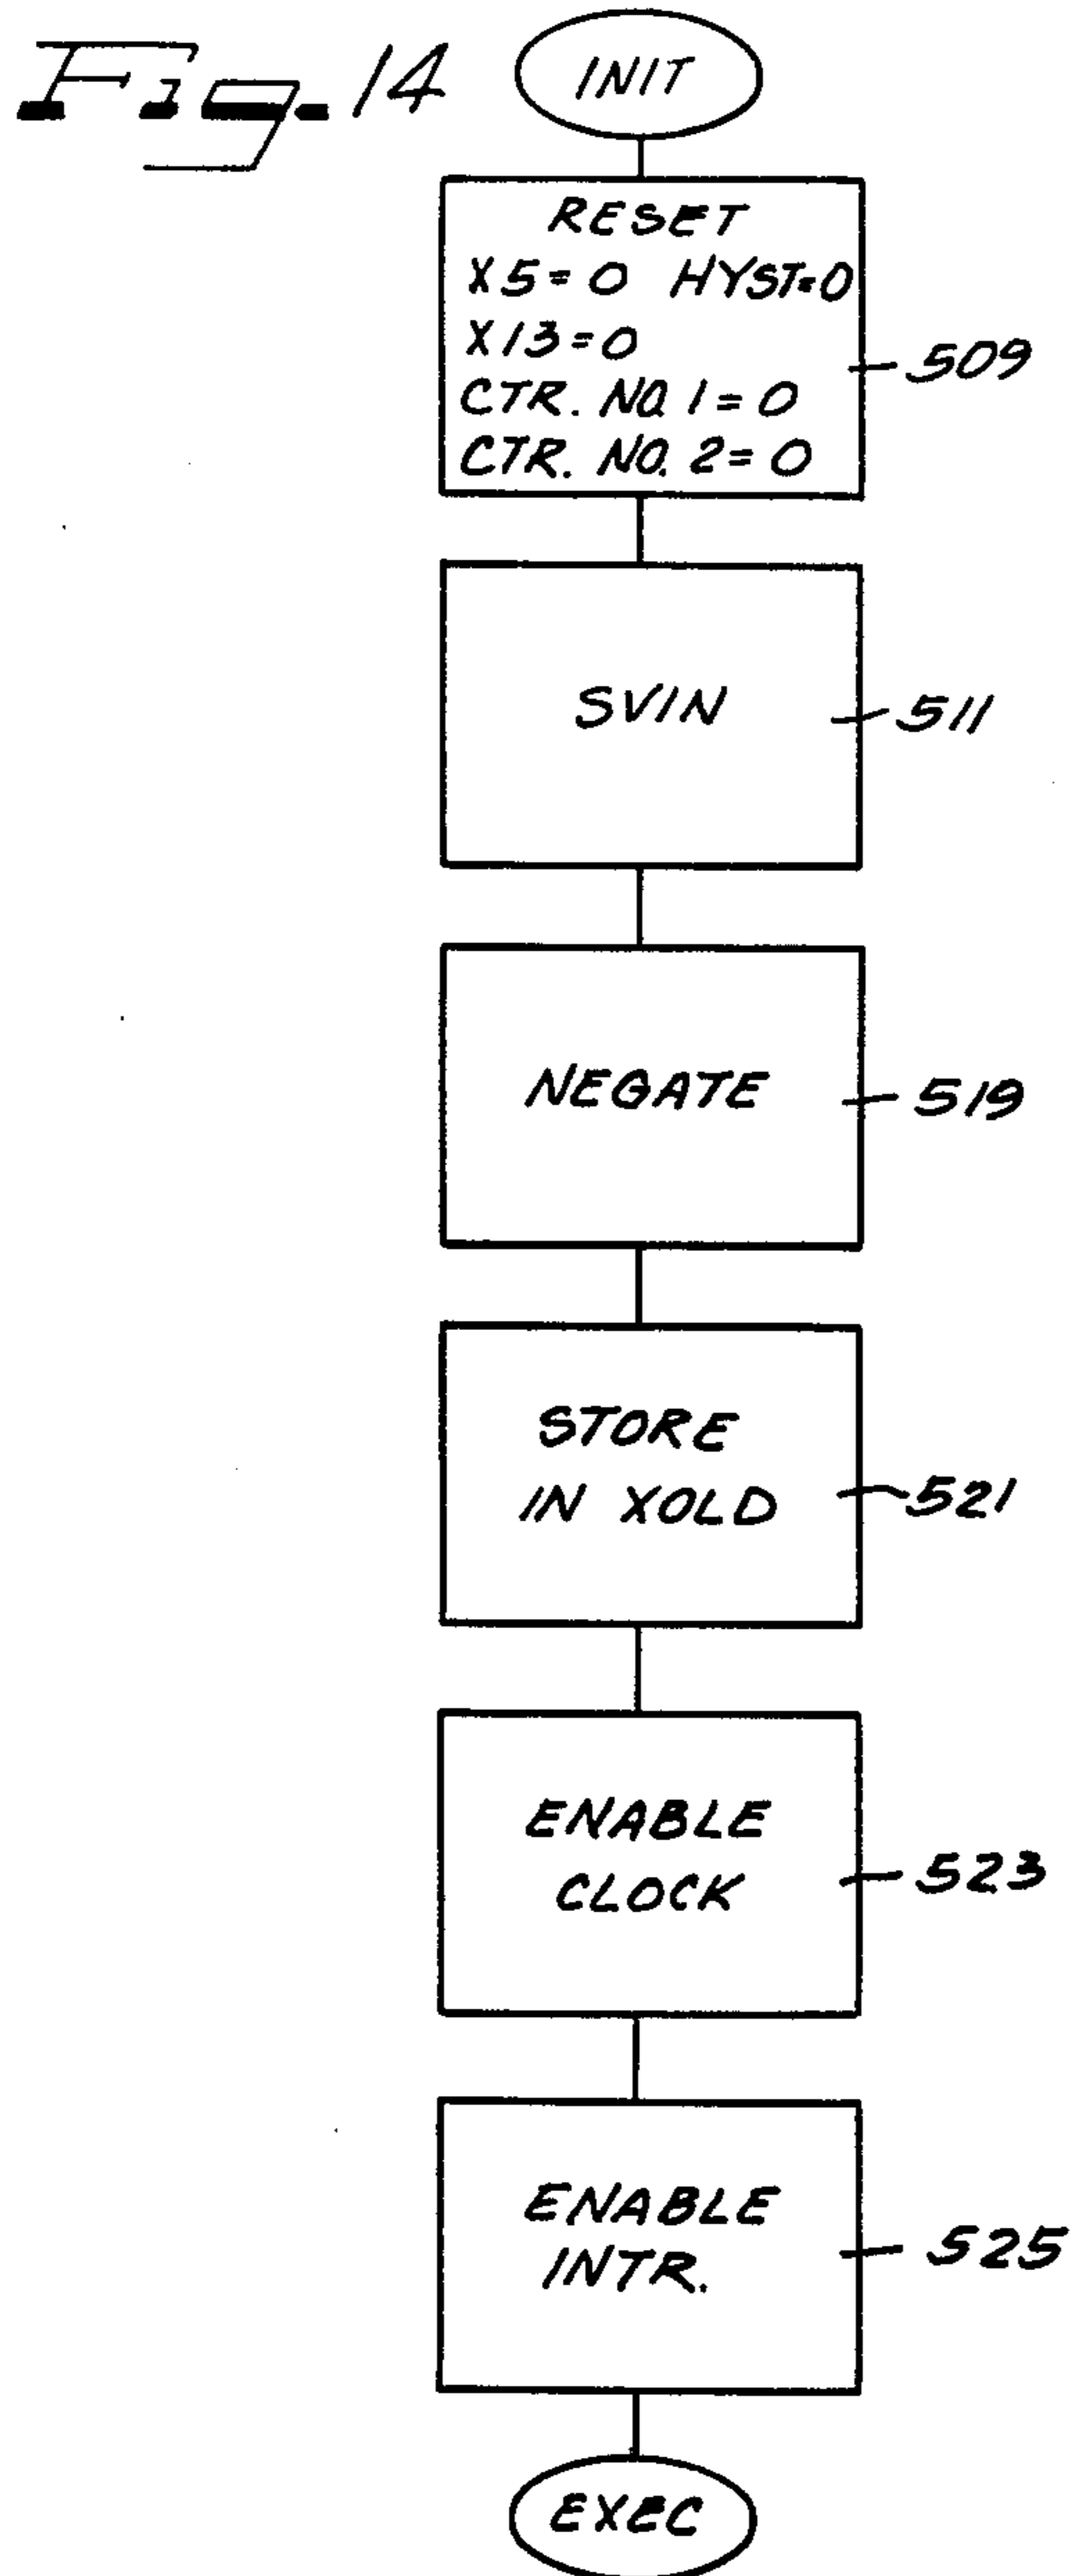 Fig. 14
INIT
RESET
X5=0 HYST=0
X13=0
CTR. NO. 1=0
CTR. NO. 2=0
509
SVIN
511
NEGATE
519
STORE
IN XOLD
521
ENABLE
CLOCK
523
ENABLE
INTR.
525
EXEC